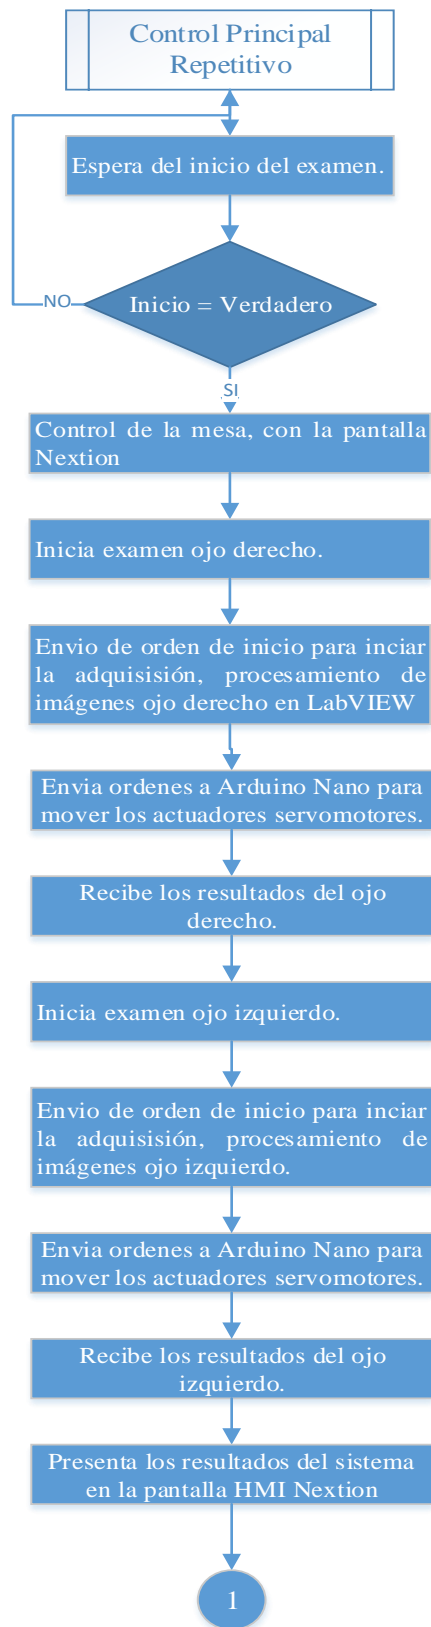 Control Principal
Repetitivo
Espera del inicio del examen.
Inicio = Verdadero
NO
SI
Control de la mesa, con la pantalla
Nextion
Inicia examen ojo derecho.
Envio de orden de inicio para inciar
la adquisisión, procesamiento de
imágenes ojo derecho en LabVIEW
Envia ordenes a Arduino Nano para
mover los actuadores servomotores.
Recibe los resultados del ojo
derecho.
Inicia examen ojo izquierdo.
Envio de orden de inicio para inciar
la adquisisión, procesamiento de
imágenes ojo izquierdo.
Envia ordenes a Arduino Nano para
mover los actuadores servomotores.
Recibe los resultados del ojo
izquierdo.
Presenta los resultados del sistema
en la pantalla HMI Nextion
1